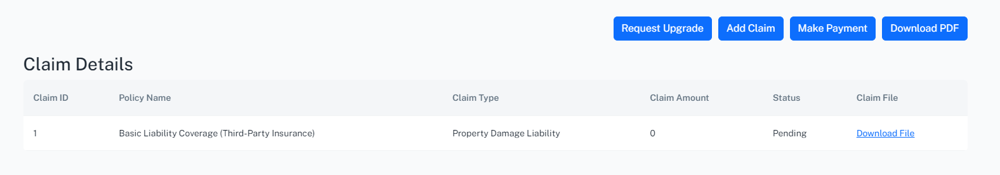 Request Upgrade Add Claim Make Payment Download PDF
Claim Details
Claim ID Policy Name Claim Type Claim Amount Status Claim File
1 Basic Liability Coverage (Third-Party Insurance) Property Damage Liability 0 Pending Download File